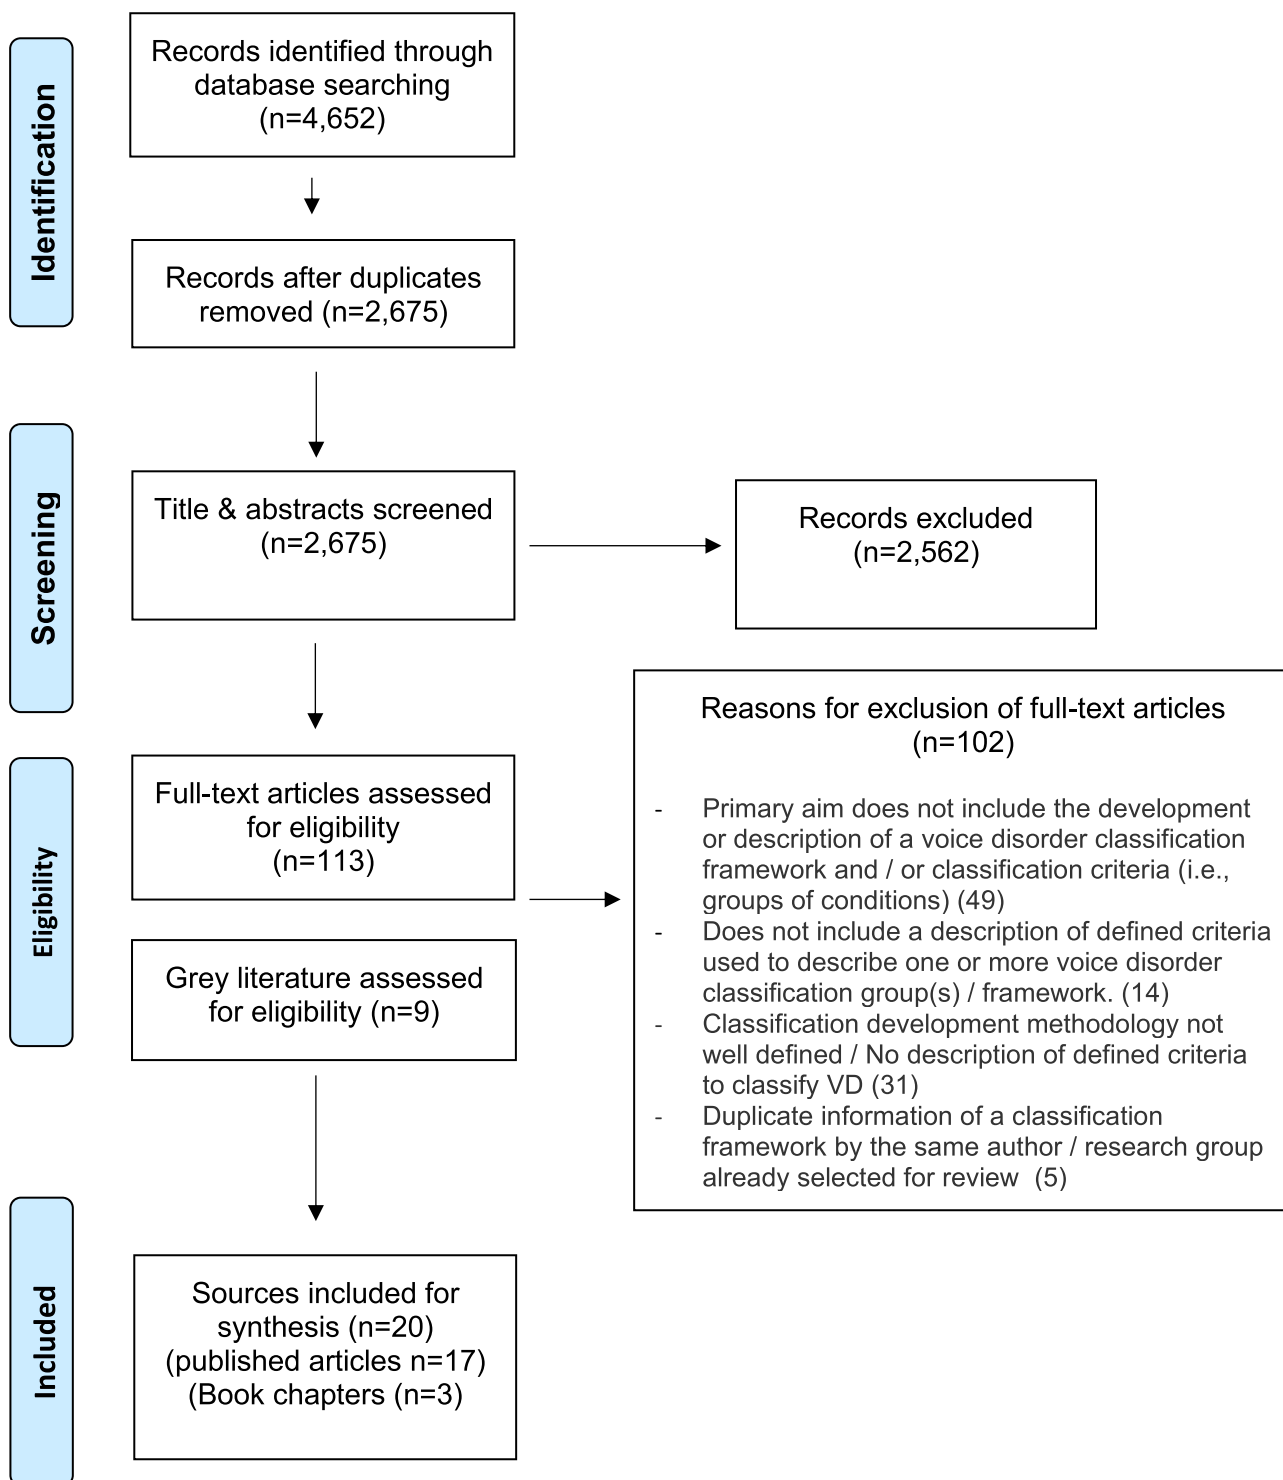 Identification
Records identified through
database searching
(n=4,652)
Records after duplicates
removed (n=2,675)
Screening
Title & abstracts screened
(n=2,675)
Records excluded
(n=2,562)
Eligibility
Full-text articles assessed
for eligibility
(n=113)
Grey literature assessed
for eligibility (n=9)
Reasons for exclusion of full-text articles
(n=102)
- Primary aim does not include the development
or description of a voice disorder classification
framework and / or classification criteria (i.e.,
groups of conditions) (49)
- Does not include a description of defined criteria
used to describe one or more voice disorder
classification group(s) / framework. (14)
- Classification development methodology not
well defined / No description of defined criteria
to classify VD (31)
- Duplicate information of a classification
framework by the same author / research group
already selected for review (5)
Included
Sources included for
synthesis (n=20)
(published articles n=17)
(Book chapters (n=3)